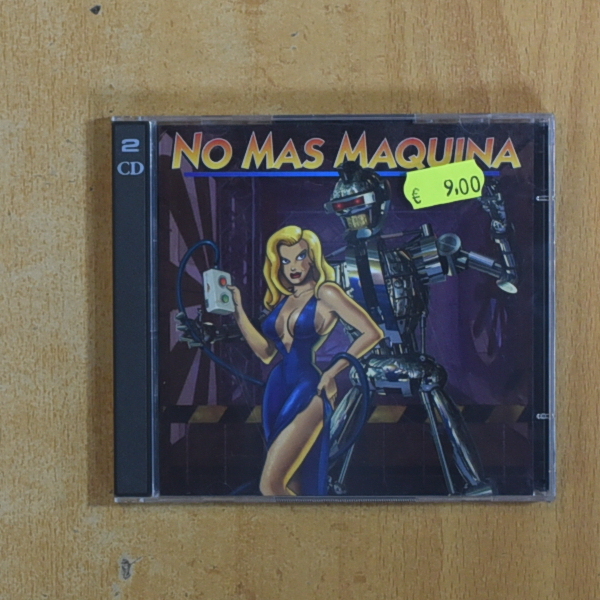 2
CD
NO MAS MAQUINA
€ 9,00